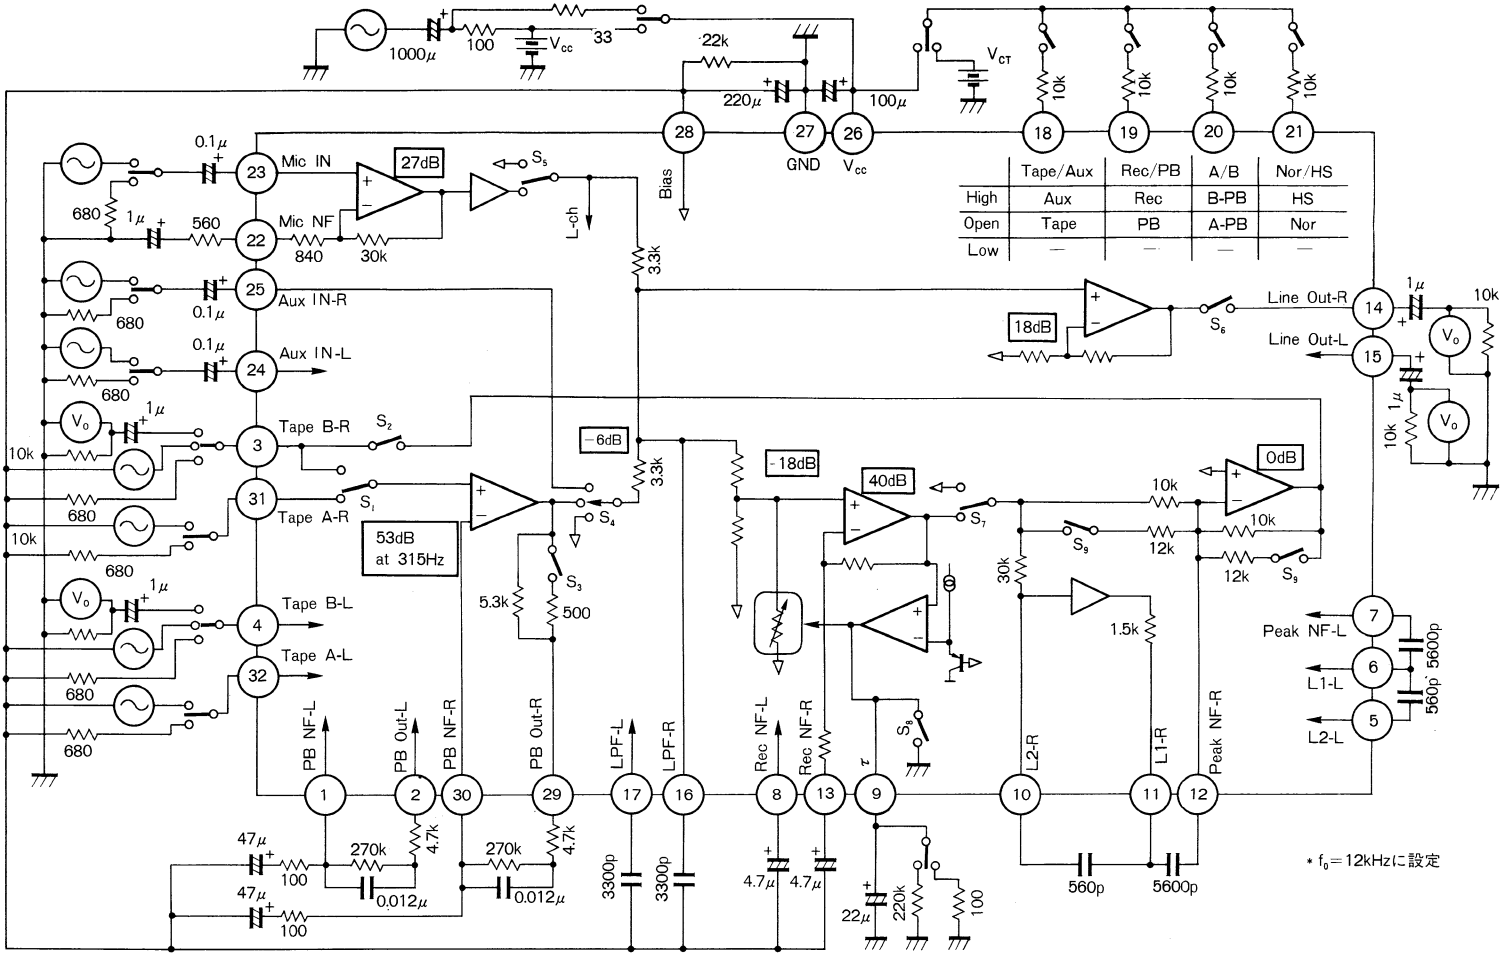 1000μ
100
Vcc
33
22k
220μ
100μ
VCT
10k
10k
10k
10k
28
27
26
18
19
20
21
GND
Vcc
Bias
Tape/Aux Rec/PB A/B Nor/HS
High Aux Rec B-PB HS
Open Tape PB A-PB Nor
Low — — — —
0.1μ
23
Mic IN
27dB
S5
680
1μ
560
22
Mic NF
840
30k
L-ch
3.3k
25
Aux IN-R
0.1μ
680
0.1μ
24
Aux IN-L
680
18dB
S6
Line Out-R
14
1μ
10k
Vo
Line Out-L
15
1μ
10k
Vo
Vo
1μ
10k
3
Tape B-R
S2
680
31
Tape A-R
S1
10k
680
53dB
at 315Hz
-6dB
3.3k
S4
S3
5.3k
500
-18dB
40dB
S7
0dB
10k
10k
S9
12k
12k
S9
30k
1.5k
Vo
1μ
4
Tape B-L
680
32
Tape A-L
680
7
Peak NF-L
5600p
6
L1-L
560p
5
L2-L
PB NF-L
PB Out-L
PB NF-R
PB Out-R
LPF-L
LPF-R
Rec NF-L
Rec NF-R
τ
S8
L2-R
L1-R
Peak NF-R
1
2
30
29
17
16
8
13
9
10
11
12
47μ
100
270k
0.012μ
4.7k
47μ
100
270k
0.012μ
4.7k
3300p
3300p
4.7μ
4.7μ
22μ
220k
100
560p
5600p
* f0=12kHzに設定